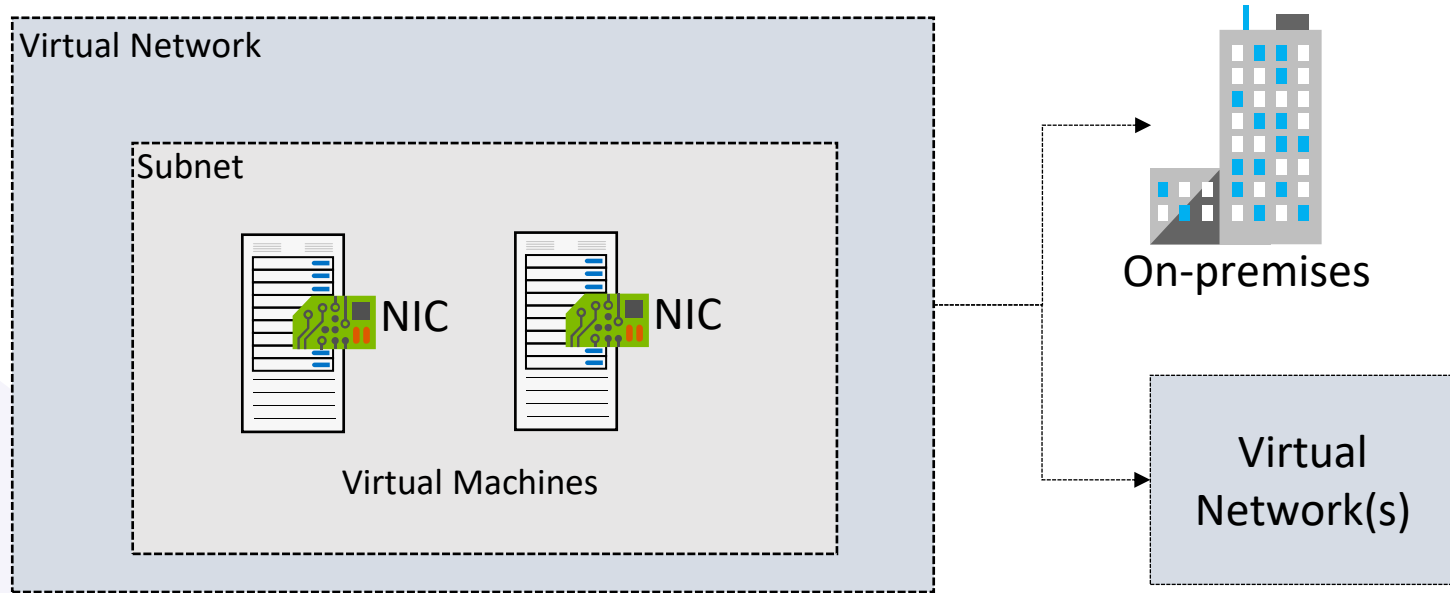 Virtual Network
Subnet
NIC
NIC
Virtual Machines
On-premises
Virtual
Network(s)